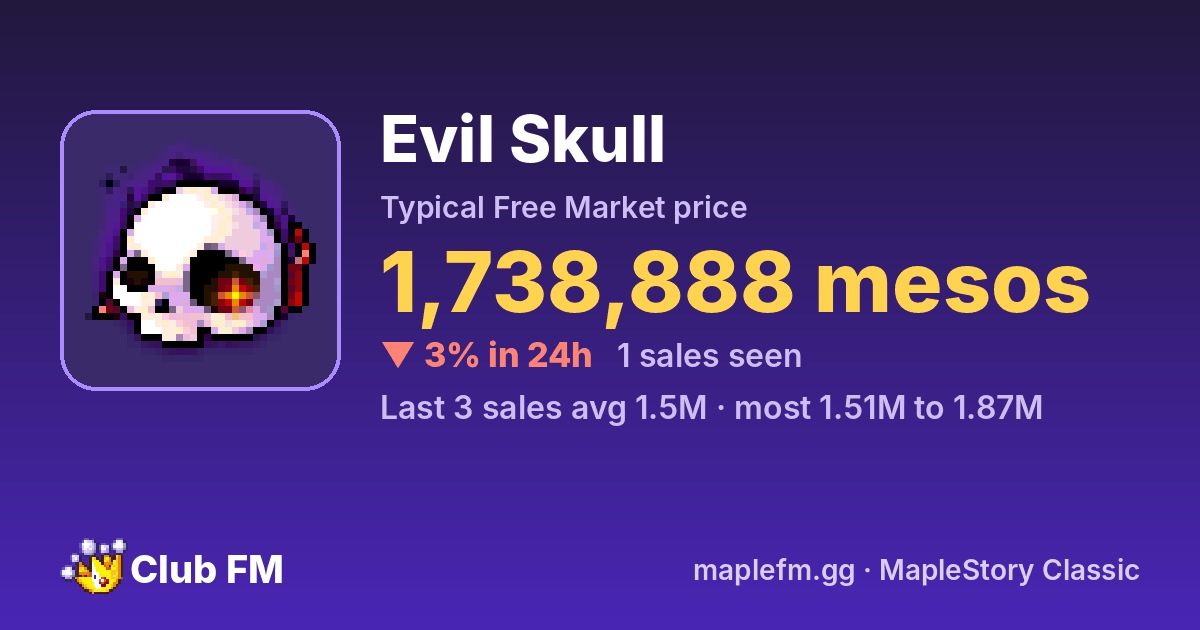 Evil Skull
Typical Free Market price
1,738,888 mesos
▼ 3% in 24h 1 sales seen
Last 3 sales avg 1.5M · most 1.51M to 1.87M
Club FM
maplefm.gg · MapleStory Classic